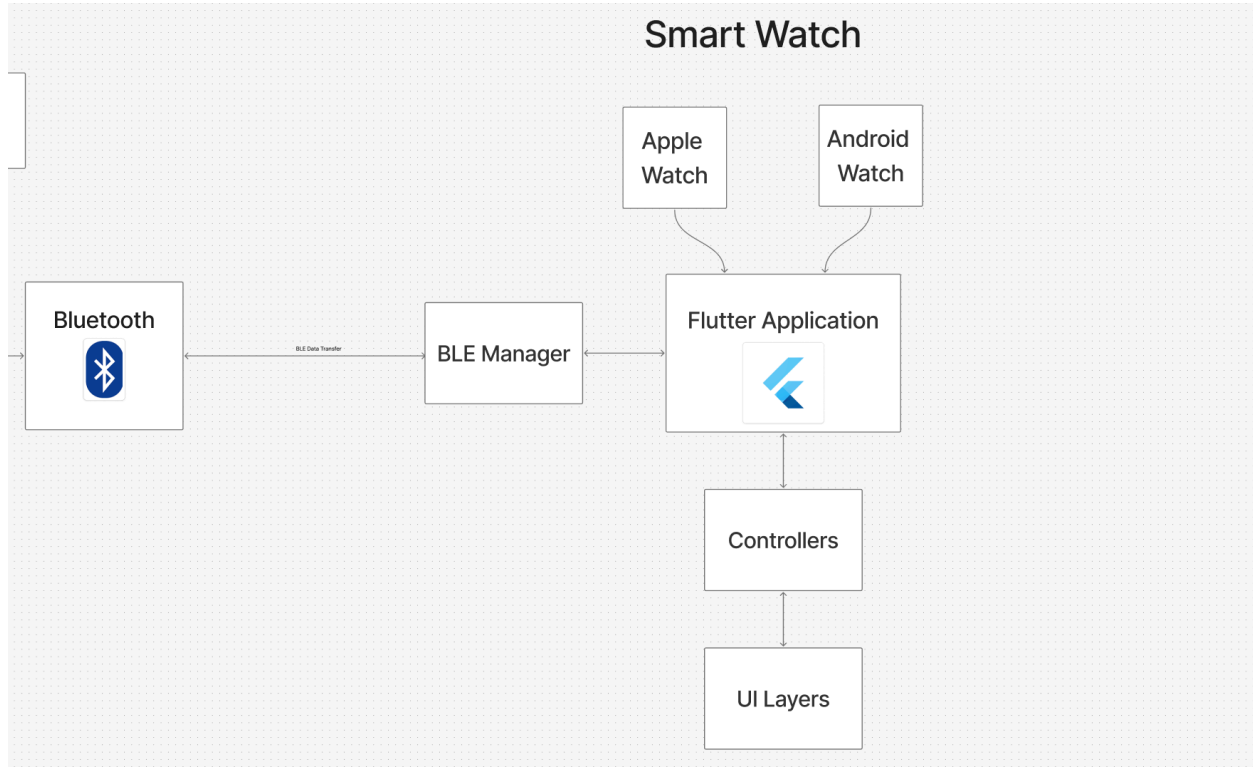 Smart Watch
Apple
Watch
Android
Watch
Bluetooth
BLE Data Transfer
BLE Manager
Flutter Application
Controllers
UI Layers